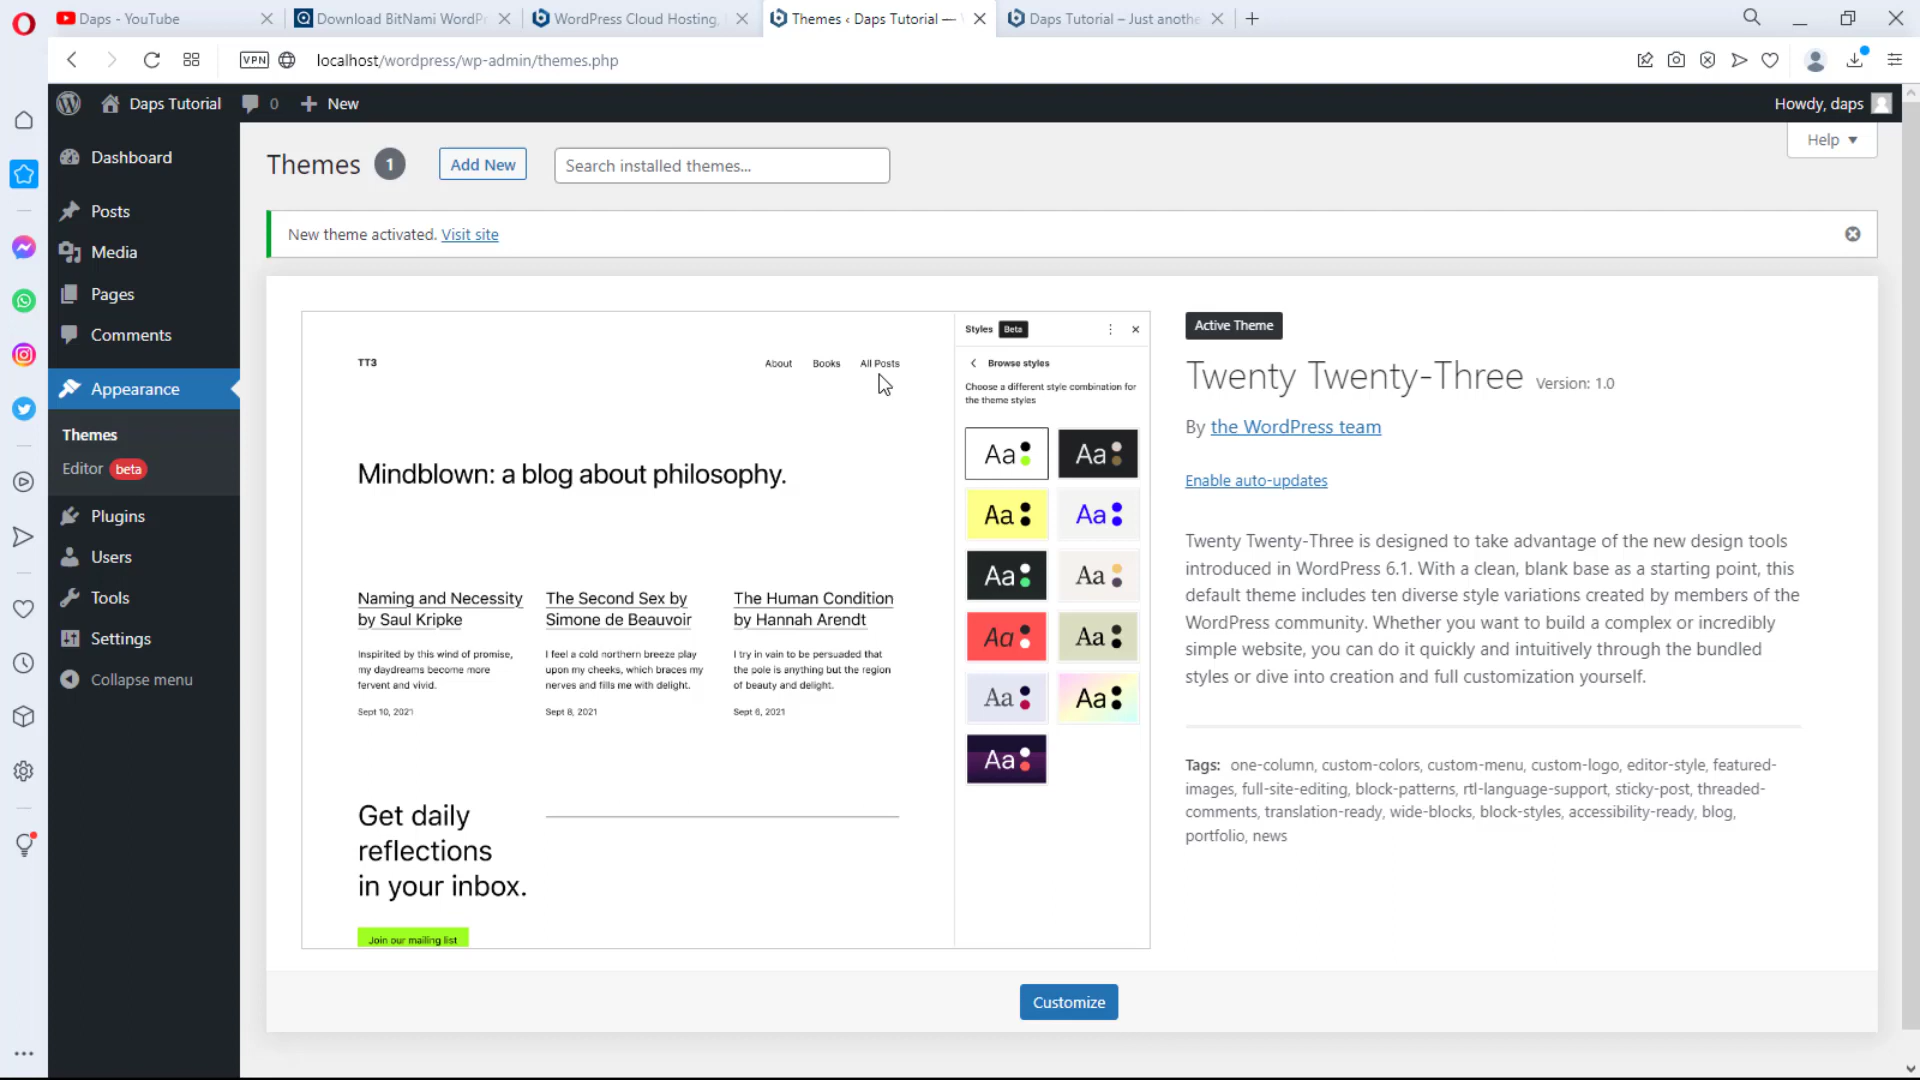 Daps - YouTube
Download BitNami WordPr
WordPress Cloud Hosting,
Themes ‹ Daps Tutorial —
Daps Tutorial – Just anothe
VPN
localhost/wordpress/wp-admin/themes.php
Daps Tutorial
0
New
Howdy, daps
Dashboard
Posts
Media
Pages
Comments
Appearance
Themes
Editor beta
Plugins
Users
Tools
Settings
Collapse menu
Help
Themes 1
Add New
Search installed themes...
New theme activated. Visit site
TT3
About Books All Posts
Mindblown: a blog about philosophy.
Naming and Necessity
by Saul Kripke
Inspirited by this wind of promise,
my daydreams become more
fervent and vivid.
Sept 10, 2021
The Second Sex by
Simone de Beauvoir
I feel a cold northern breeze play
upon my cheeks, which braces my
nerves and fills me with delight.
Sept 8, 2021
The Human Condition
by Hannah Arendt
I try in vain to be persuaded that
the pole is anything but the region
of beauty and delight.
Sept 6, 2021
Get daily
reflections
in your inbox.
Join our mailing list
Styles Beta
Browse styles
Choose a different style combination for
the theme styles
Aa Aa
Aa Aa
Aa Aa
Aa Aa
Aa Aa
Aa
Active Theme
Twenty Twenty-Three Version: 1.0
By the WordPress team
Enable auto-updates
Twenty Twenty-Three is designed to take advantage of the new design tools
introduced in WordPress 6.1. With a clean, blank base as a starting point, this
default theme includes ten diverse style variations created by members of the
WordPress community. Whether you want to build a complex or incredibly
simple website, you can do it quickly and intuitively through the bundled
styles or dive into creation and full customization yourself.
Tags: one-column, custom-colors, custom-menu, custom-logo, editor-style, featured-
images, full-site-editing, block-patterns, rtl-language-support, sticky-post, threaded-
comments, translation-ready, wide-blocks, block-styles, accessibility-ready, blog,
portfolio, news
Customize